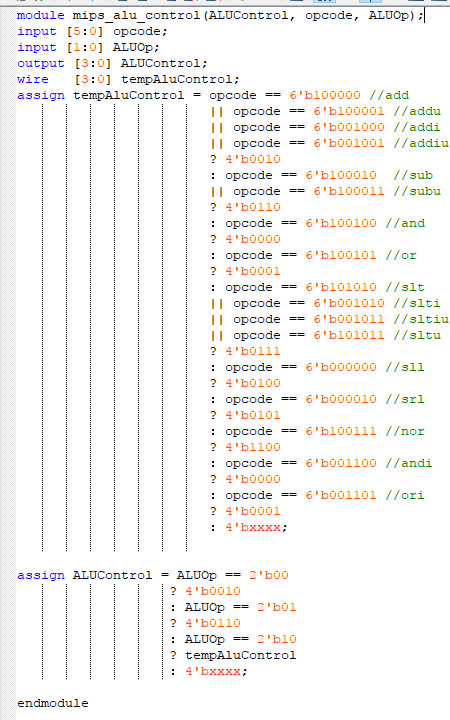 module mips_alu_control(ALUControl, opcode, ALUOp);
input [5:0] opcode;
input [1:0] ALUOp;
output [3:0] ALUControl;
wire   [3:0] tempAluControl;
assign tempAluControl = opcode == 6'b100000 //add
|| opcode == 6'b100001 //addu
|| opcode == 6'b001000 //addi
|| opcode == 6'b001001 //addiu
? 4'b0010
: opcode == 6'b100010  //sub
|| opcode == 6'b100011 //subu
? 4'b0110
: opcode == 6'b100100 //and
? 4'b0000
: opcode == 6'b100101 //or
? 4'b0001
: opcode == 6'b101010 //slt
|| opcode == 6'b001010 //slti
|| opcode == 6'b001011 //sltiu
|| opcode == 6'b101011 //sltu
? 4'b0111
: opcode == 6'b000000 //sll
? 4'b0100
: opcode == 6'b000010 //srl
? 4'b0101
: opcode == 6'b100111 //nor
? 4'b1100
: opcode == 6'b001100 //andi
? 4'b0000
: opcode == 6'b001101 //ori
? 4'b0001
: 4'bxxxx;
assign ALUControl = ALUOp == 2'b00
? 4'b0010
: ALUOp == 2'b01
? 4'b0110
: ALUOp == 2'b10
? tempAluControl
: 4'bxxxx;
endmodule